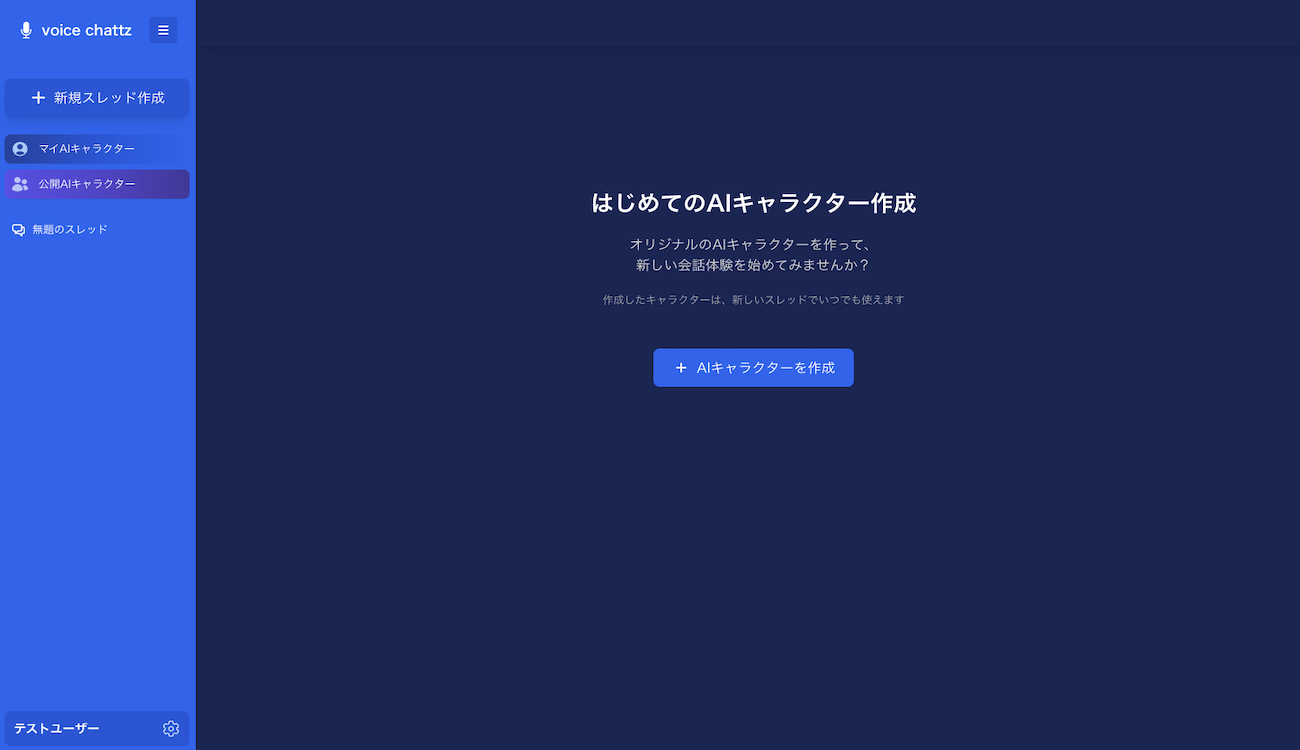 voice chattz
新規スレッド作成
マイAIキャラクター
公開AIキャラクター
無題のスレッド
はじめてのAIキャラクター作成
オリジナルのAIキャラクターを作って、
新しい会話体験を始めてみませんか？
作成したキャラクターは、新しいスレッドでいつでも使えます
AIキャラクターを作成
テストユーザー